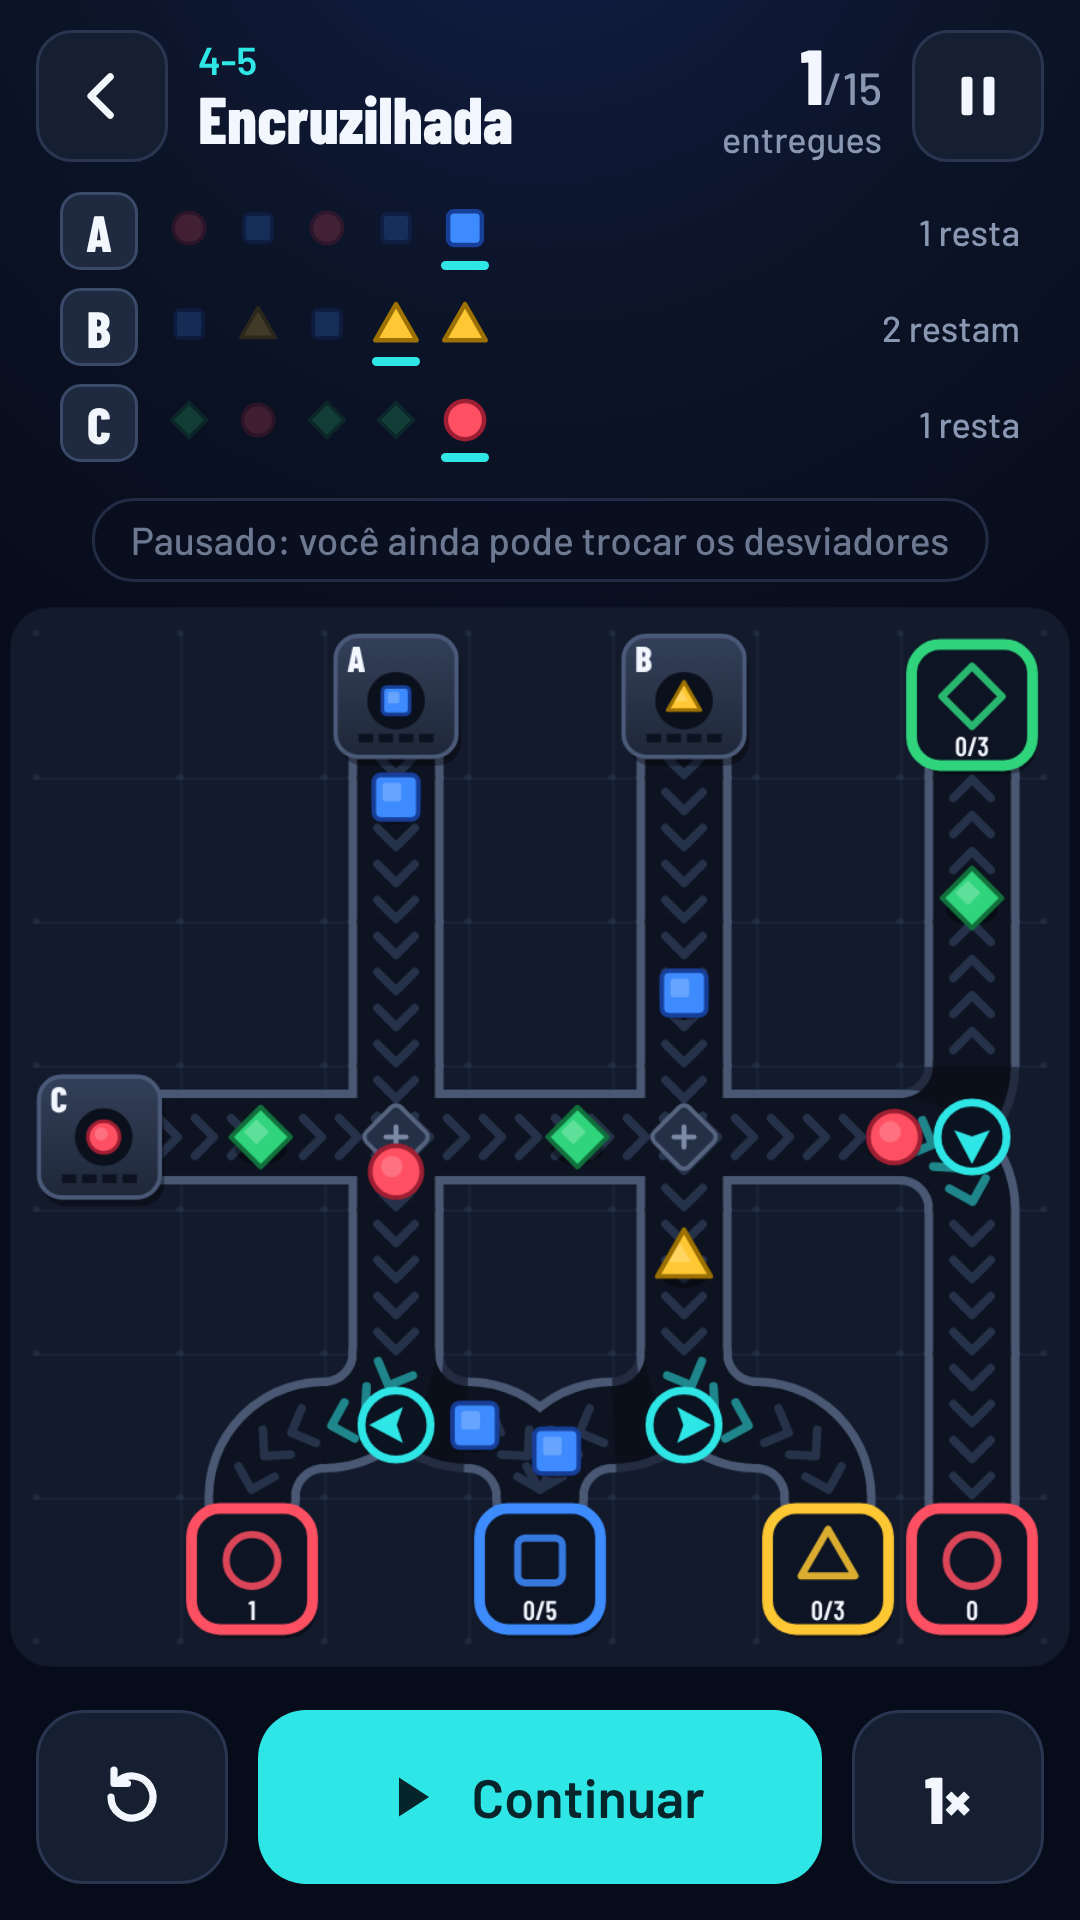 4-5
Encruzilhada
1/15
entregues
A
1 resta
B
2 restam
C
1 resta
Pausado: você ainda pode trocar os desviadores
A
B
0/3
C
1
0/5
0/3
0
Continuar
1×